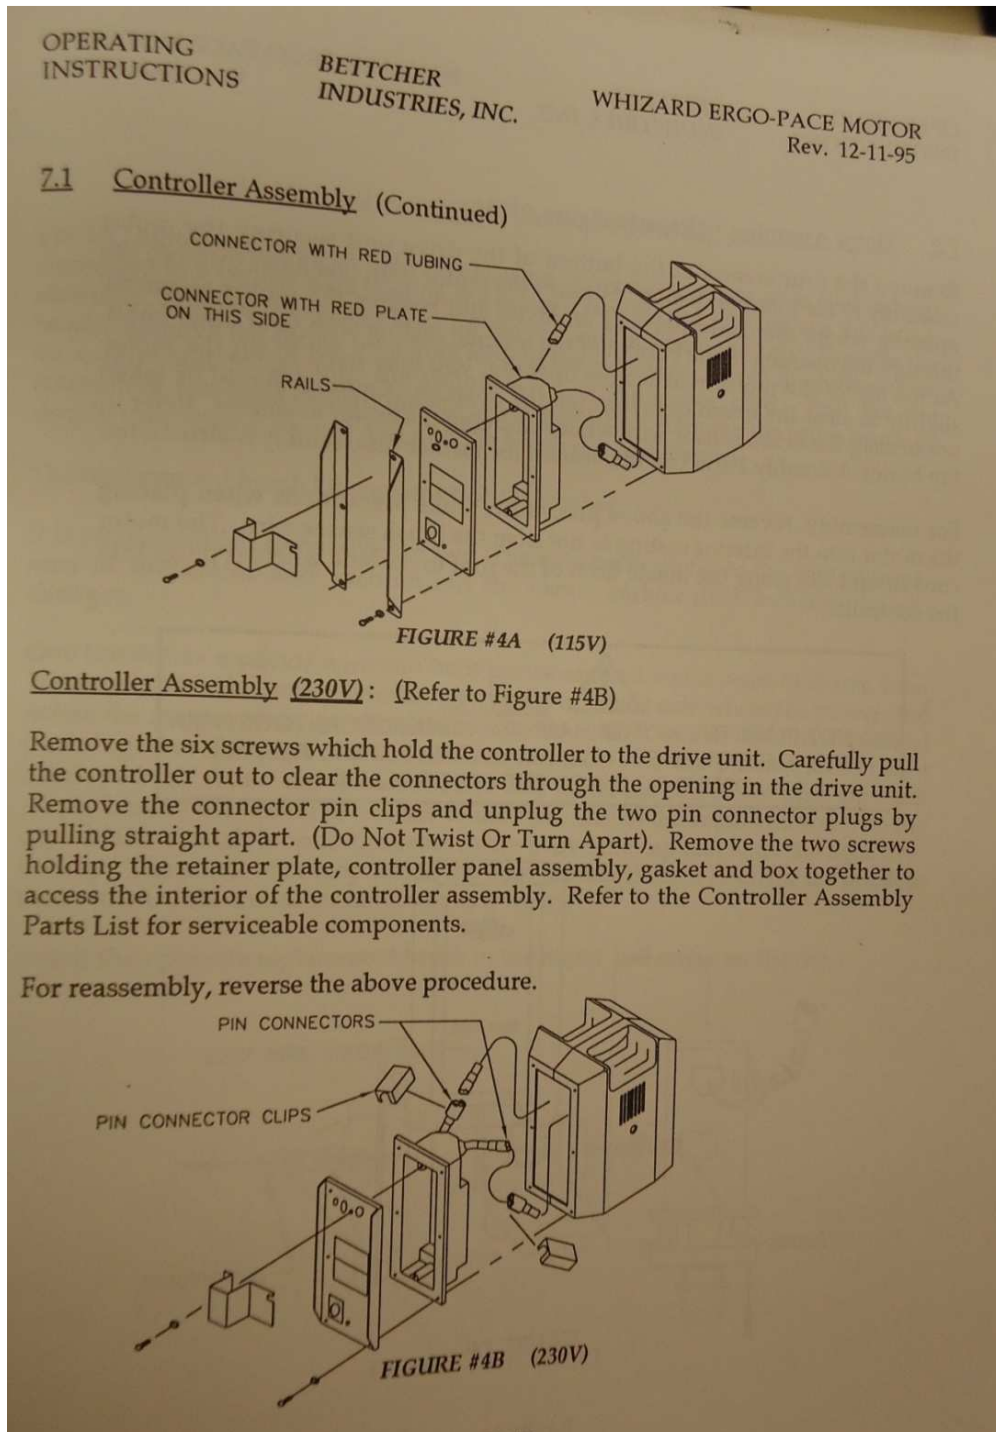 OPERATING
INSTRUCTIONS
BETTCHER
INDUSTRIES, INC.
WHIZARD ERGO-PACE MOTOR
Rev. 12-11-95
7.1 Controller Assembly (Continued)
CONNECTOR WITH RED TUBING
CONNECTOR WITH RED PLATE
ON THIS SIDE
RAILS
FIGURE #4A (115V)
Controller Assembly (230V): (Refer to Figure #4B)
Remove the six screws which hold the controller to the drive unit. Carefully pull
the controller out to clear the connectors through the opening in the drive unit.
Remove the connector pin clips and unplug the two pin connector plugs by
pulling straight apart. (Do Not Twist Or Turn Apart). Remove the two screws
holding the retainer plate, controller panel assembly, gasket and box together to
access the interior of the controller assembly. Refer to the Controller Assembly
Parts List for serviceable components.
For reassembly, reverse the above procedure.
PIN CONNECTORS
PIN CONNECTOR CLIPS
FIGURE #4B (230V)